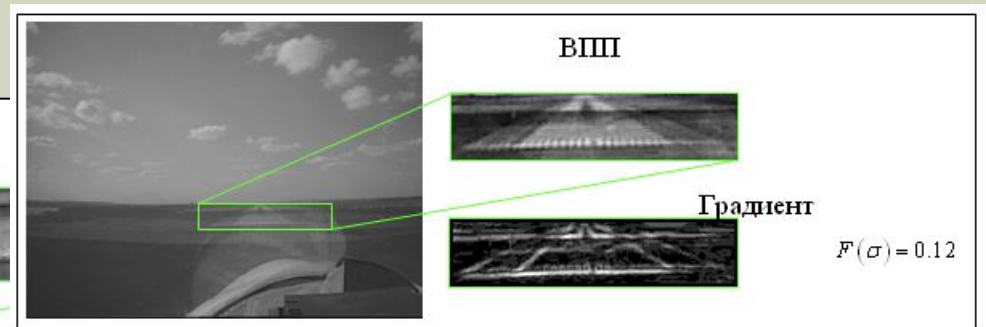 ВПП
Градиент
F(σ) = 0.12